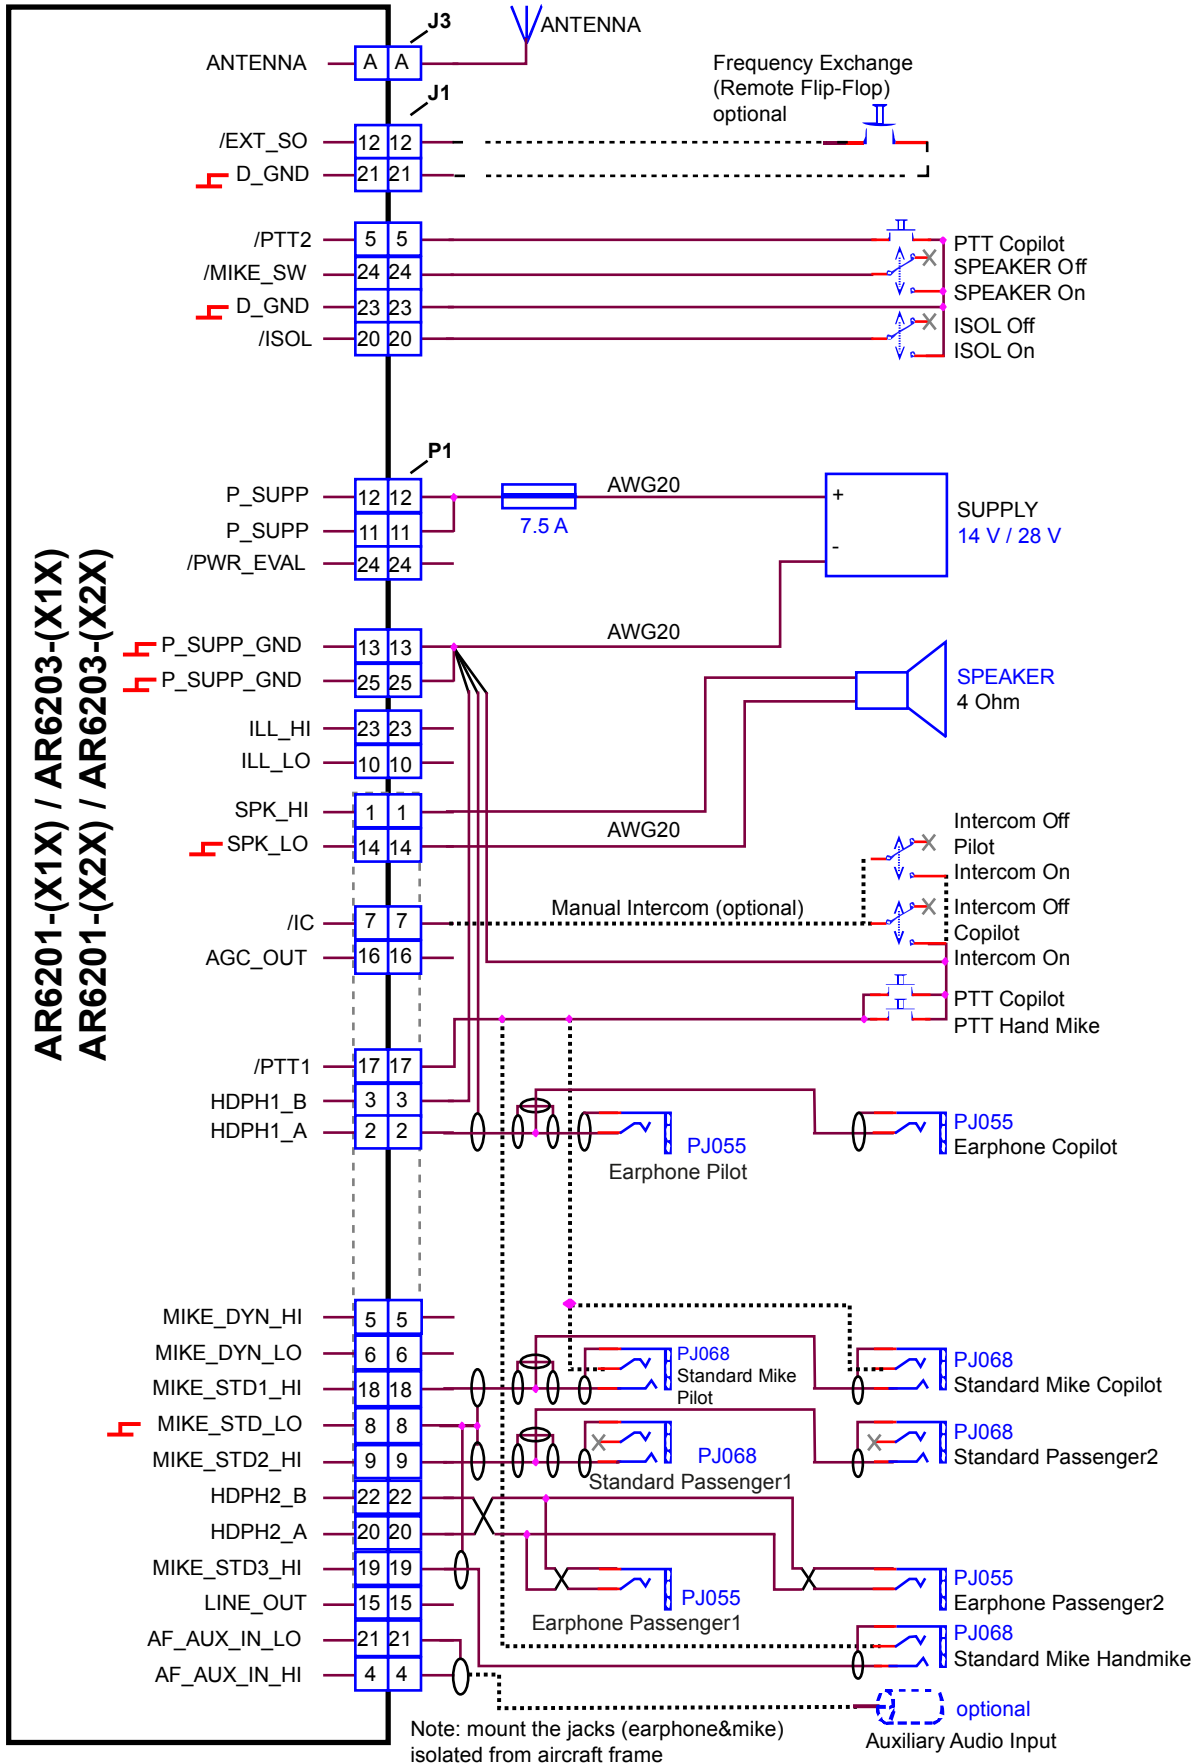 J3
ANTENNA
ANTENNA A A
Frequency Exchange
(Remote Flip-Flop)
optional
J1
/EXT_SO 12 12
D_GND 21 21
/PTT2 5 5
PTT Copilot
/MIKE_SW 24 24
SPEAKER Off
SPEAKER On
D_GND 23 23
/ISOL 20 20
ISOL Off
ISOL On
P1
P_SUPP 12 12
AWG20
+
-
SUPPLY
14 V / 28 V
7.5 A
P_SUPP 11 11
/PWR_EVAL 24 24
P_SUPP_GND 13 13
AWG20
P_SUPP_GND 25 25
SPEAKER
4 Ohm
ILL_HI 23 23
ILL_LO 10 10
SPK_HI 1 1
SPK_LO 14 14
AWG20
Intercom Off
Pilot
Intercom On
Manual Intercom (optional)
Intercom Off
Copilot
Intercom On
/IC 7 7
AGC_OUT 16 16
PTT Copilot
PTT Hand Mike
/PTT1 17 17
HDPH1_B 3 3
HDPH1_A 2 2
PJ055
Earphone Pilot
PJ055
Earphone Copilot
MIKE_DYN_HI 5 5
MIKE_DYN_LO 6 6
MIKE_STD1_HI 18 18
PJ068
Standard Mike
Pilot
PJ068
Standard Mike Copilot
MIKE_STD_LO 8 8
MIKE_STD2_HI 9 9
PJ068
Standard Passenger1
PJ068
Standard Passenger2
HDPH2_B 22 22
HDPH2_A 20 20
MIKE_STD3_HI 19 19
LINE_OUT 15 15
PJ055
Earphone Passenger1
PJ055
Earphone Passenger2
AF_AUX_IN_LO 21 21
AF_AUX_IN_HI 4 4
PJ068
Standard Mike Handmike
optional
Auxiliary Audio Input
Note: mount the jacks (earphone&mike)
isolated from aircraft frame
AR6201-(X1X) / AR6203-(X1X)
AR6201-(X2X) / AR6203-(X2X)